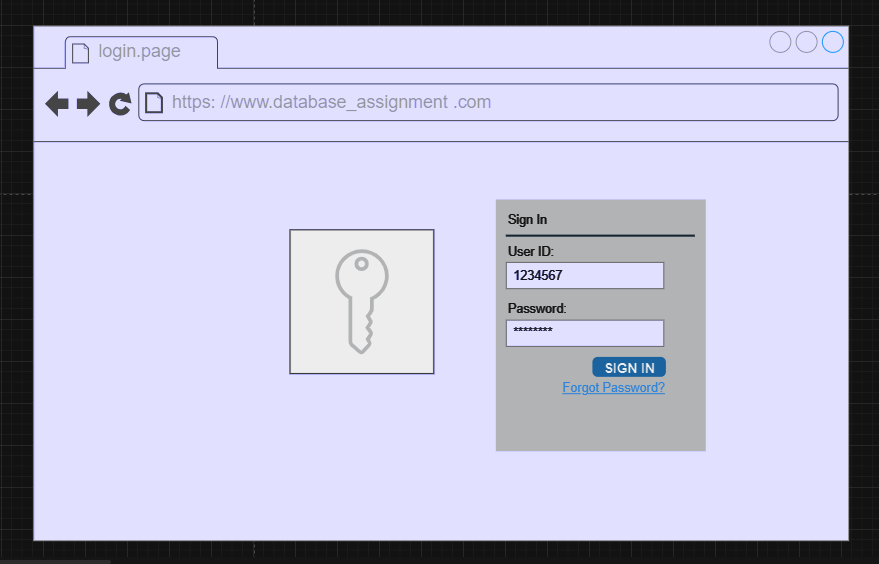 login.page
https: //www.database_assignment .com
Sign In
User ID:
1234567
Password:
********
SIGN IN
Forgot Password?